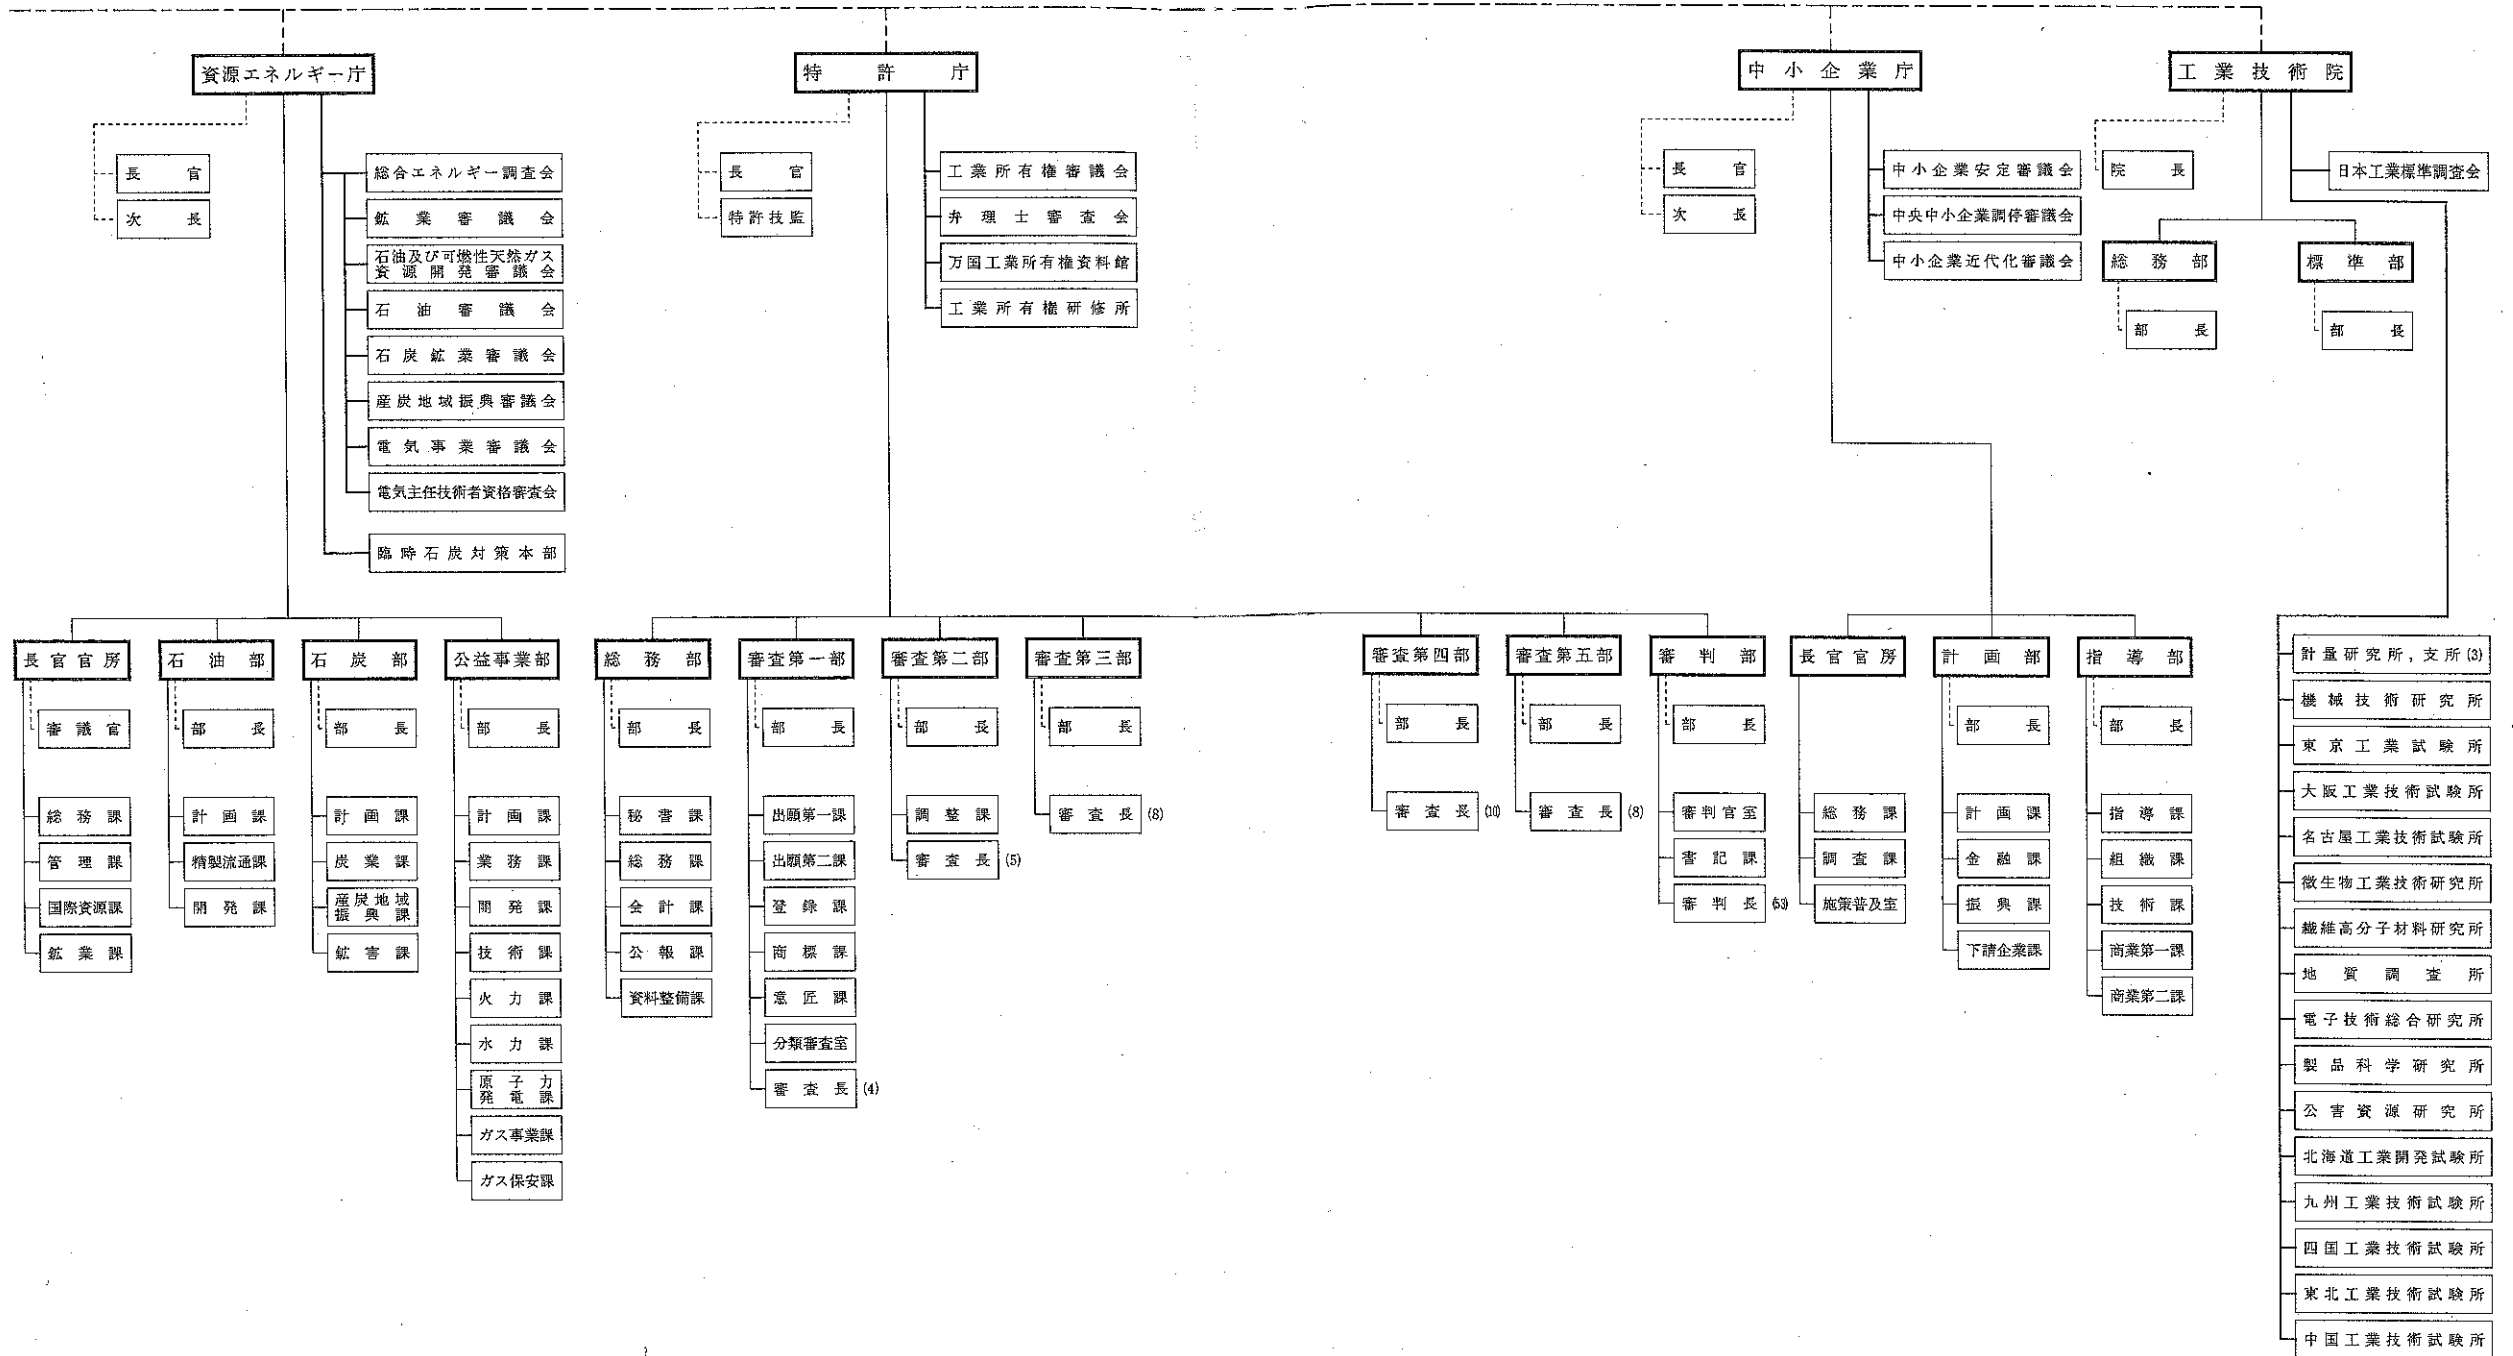 資源エネルギー庁
長官
次長
総合エネルギー調査会
鉱業審議会
石油及び可燃性天然ガス
資源開発審議会
石油審議会
石炭鉱業審議会
産炭地域振興審議会
電気事業審議会
電気主任技術者資格審査会
臨時石炭対策本部
長官官房
審議官
総務課
管理課
国際資源課
鉱業課
石油部
部長
計画課
精製流通課
開発課
石炭部
部長
計画課
炭業課
産炭地域
振興課
鉱害課
公益事業部
部長
計画課
業務課
開発課
技術課
火力課
水力課
原子力
発電課
ガス事業課
ガス保安課
特許庁
長官
特許技監
工業所有権審議会
弁理士審査会
万国工業所有権資料館
工業所有権研修所
総務部
部長
秘書課
総務課
会計課
公報課
資料整備課
審査第一部
部長
出願第一課
出願第二課
登録課
商標課
意匠課
分類審査室
審査長 (4)
審査第二部
部長
調整課
審査長 (5)
審査第三部
部長
審査長 (8)
審査第四部
部長
審査長 (10)
審査第五部
部長
審査長 (8)
審判部
部長
審判官室
書記課
審判長 (53)
中小企業庁
長官
次長
中小企業安定審議会
中央中小企業調停審議会
中小企業近代化審議会
長官官房
総務課
調査課
施策普及室
計画部
部長
計画課
金融課
振興課
下請企業課
指導部
部長
指導課
組織課
技術課
商業第一課
商業第二課
工業技術院
院長
日本工業標準調査会
総務部
部長
標準部
部長
計量研究所，支所 (3)
機械技術研究所
東京工業試験所
大阪工業技術試験所
名古屋工業技術試験所
微生物工業技術研究所
繊維高分子材料研究所
地質調査所
電子技術総合研究所
製品科学研究所
公害資源研究所
北海道工業開発試験所
九州工業技術試験所
四国工業技術試験所
東北工業技術試験所
中国工業技術試験所